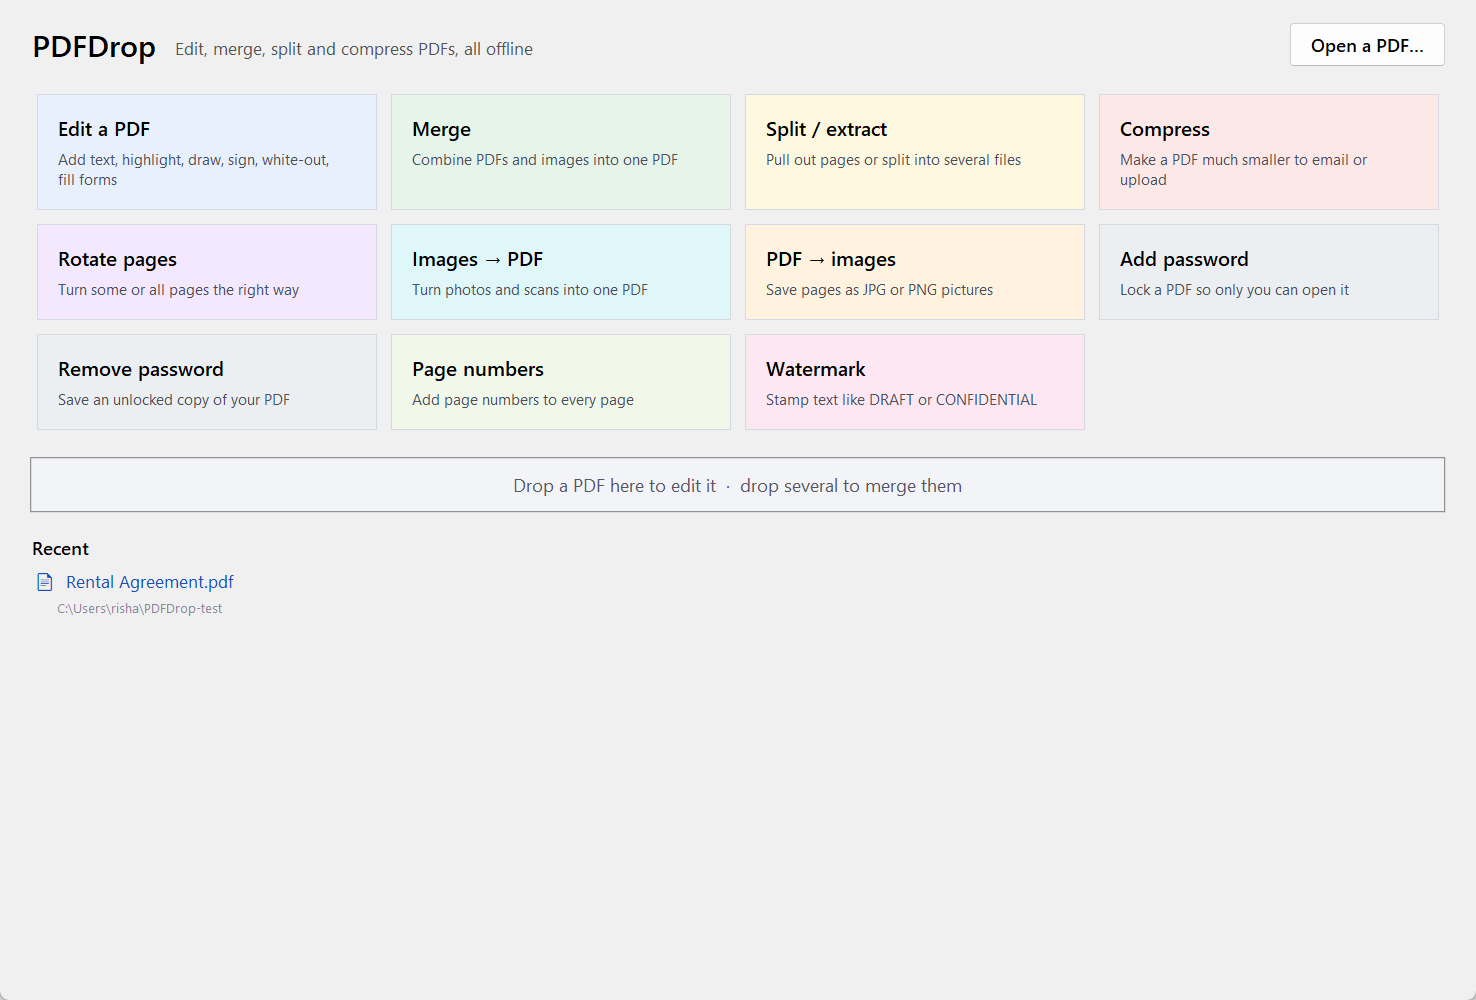 PDFDrop
Edit, merge, split and compress PDFs, all offline
Open a PDF...
Edit a PDF
Add text, highlight, draw, sign, white-out,
fill forms
Merge
Combine PDFs and images into one PDF
Split / extract
Pull out pages or split into several files
Compress
Make a PDF much smaller to email or
upload
Rotate pages
Turn some or all pages the right way
Images → PDF
Turn photos and scans into one PDF
PDF → images
Save pages as JPG or PNG pictures
Add password
Lock a PDF so only you can open it
Remove password
Save an unlocked copy of your PDF
Page numbers
Add page numbers to every page
Watermark
Stamp text like DRAFT or CONFIDENTIAL
Drop a PDF here to edit it · drop several to merge them
Recent
Rental Agreement.pdf
C:\Users\risha\PDFDrop-test